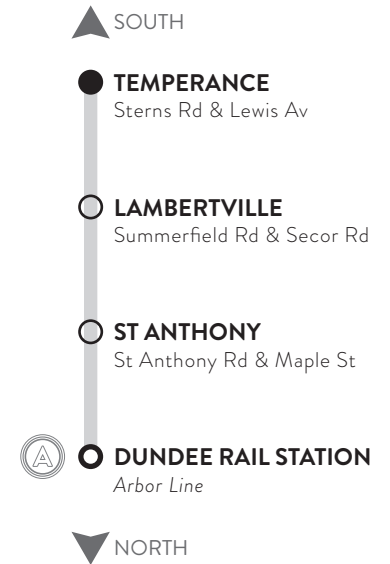 SOUTH
TEMPERANCE
Sterns Rd & Lewis Av
LAMBERTVILLE
Summerfield Rd & Secor Rd
ST ANTHONY
St Anthony Rd & Maple St
A
DUNDEE RAIL STATION
Arbor Line
NORTH